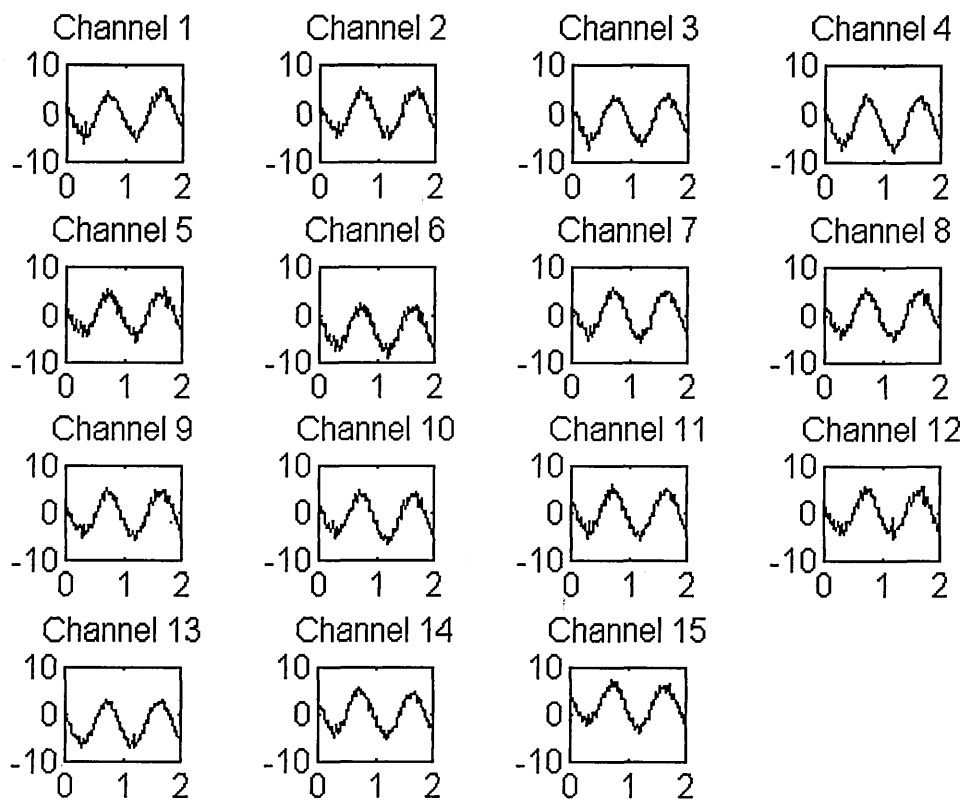 Channel 1 Channel 2 Channel 3 Channel 4
10 10 10 10
0 0 0 0
-10 -10 -10 -10
0 1 2 0 1 2 0 1 2 0 1 2
Channel 5 Channel 6 Channel 7 Channel 8
10 10 10 10
0 0 0 0
-10 -10 -10 -10
0 1 2 0 1 2 0 1 2 0 1 2
Channel 9 Channel 10 Channel 11 Channel 12
10 10 10 10
0 0 0 0
-10 -10 -10 -10
0 1 2 0 1 2 0 1 2 0 1 2
Channel 13 Channel 14 Channel 15
10 10 10
0 0 0
-10 -10 -10
0 1 2 0 1 2 0 1 2